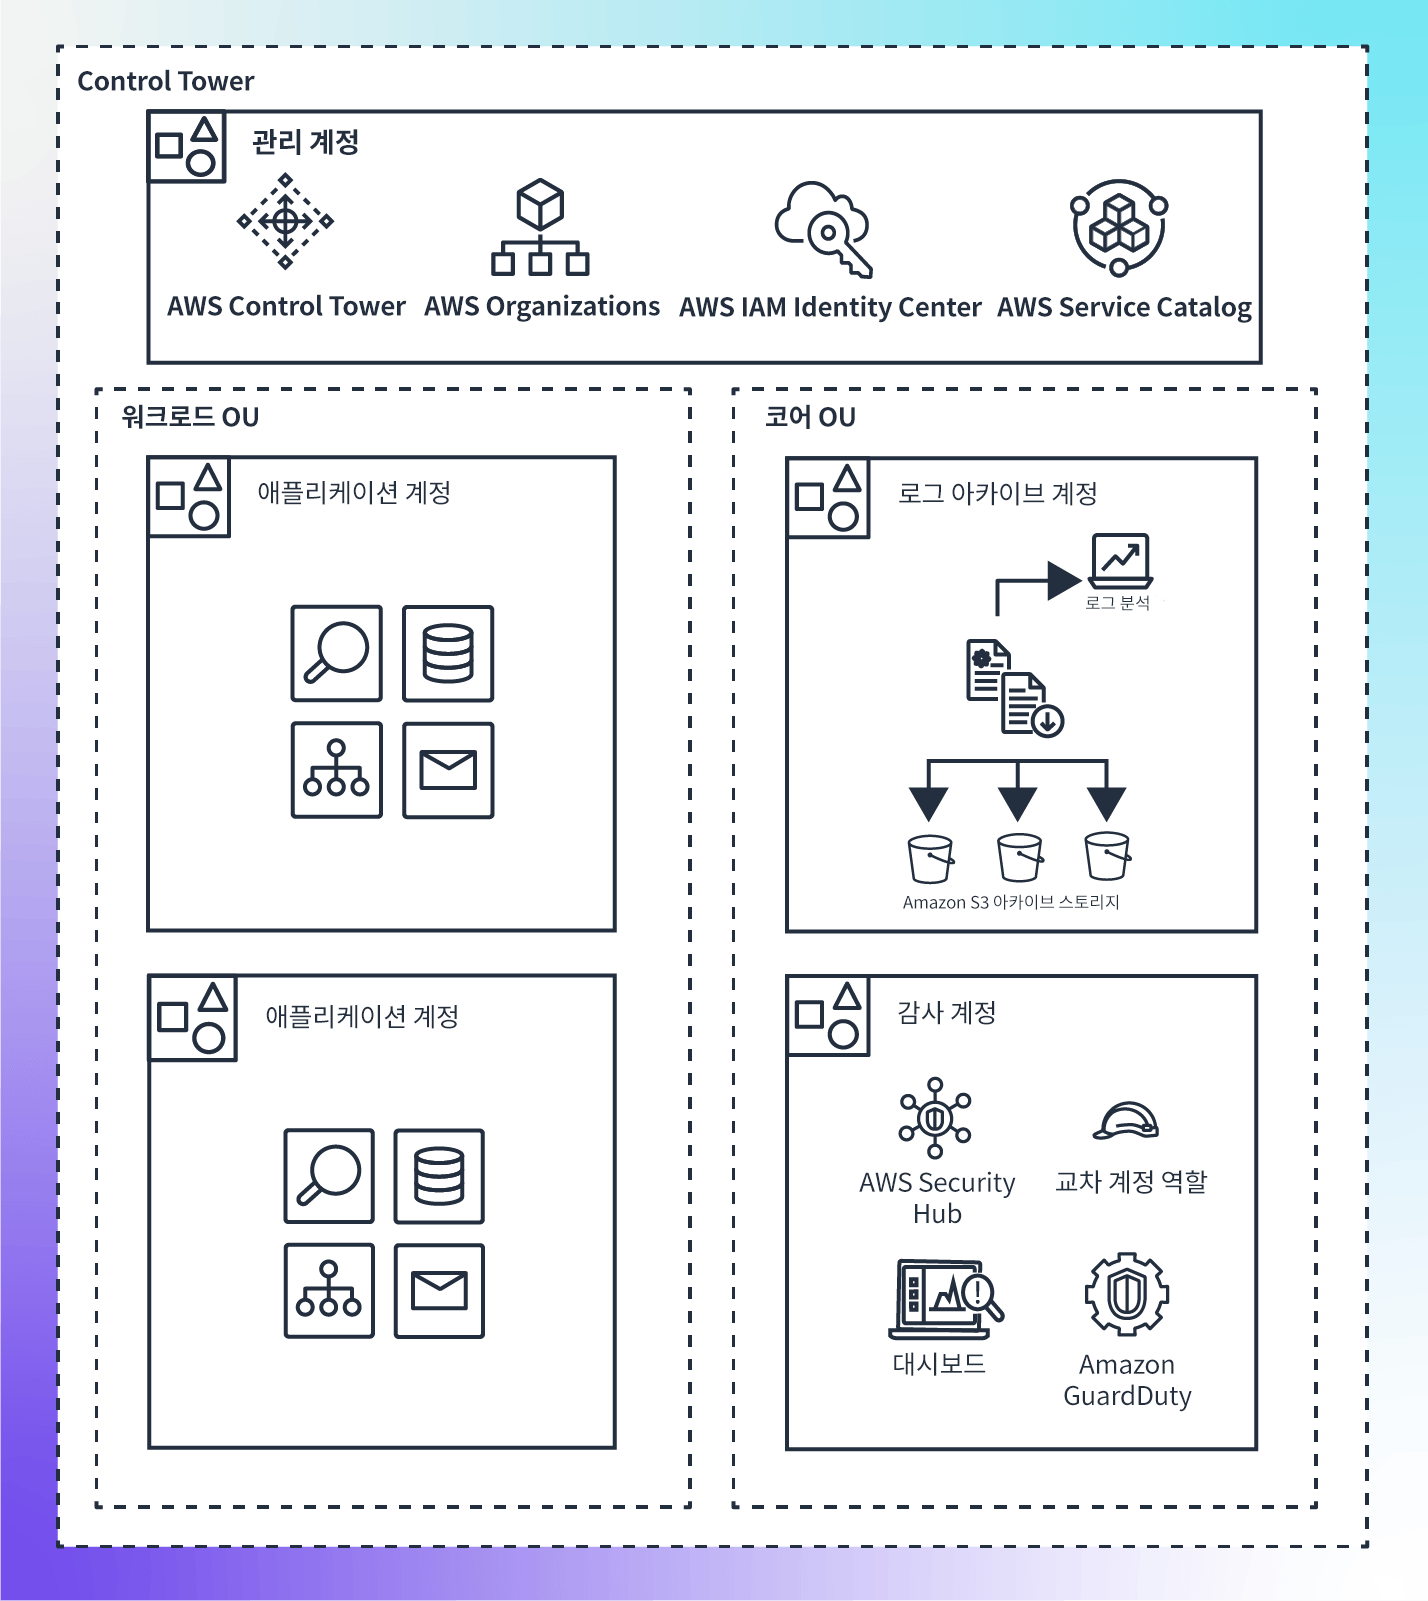 Control Tower
관리 계정
AWS Control Tower
AWS Organizations
AWS IAM Identity Center
AWS Service Catalog
워크로드 OU
애플리케이션 계정
애플리케이션 계정
코어 OU
로그 아카이브 계정
로그 분석
Amazon S3 아카이브 스토리지
감사 계정
AWS Security
Hub
교차 계정 역할
대시보드
Amazon
GuardDuty